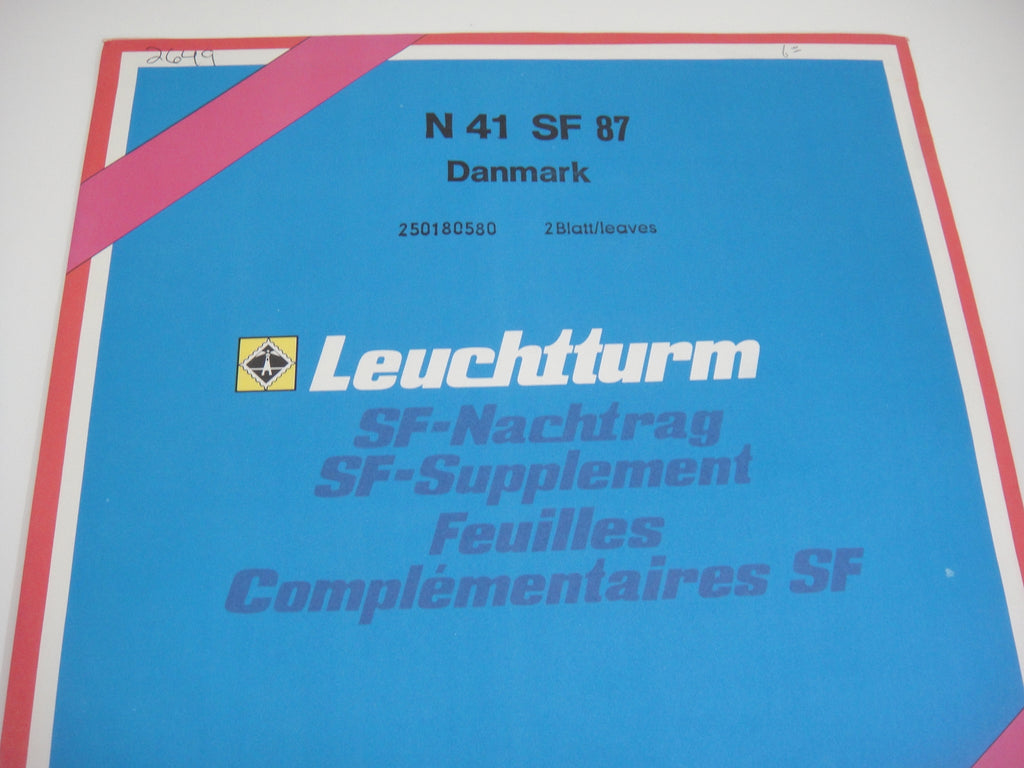 2649
N 41 SF 87
Danmark
250180580 2 Blatt/leaves
Leuchtturm
SF-Nachtrag
SF-Supplement
Feuilles
Complémentaires SF